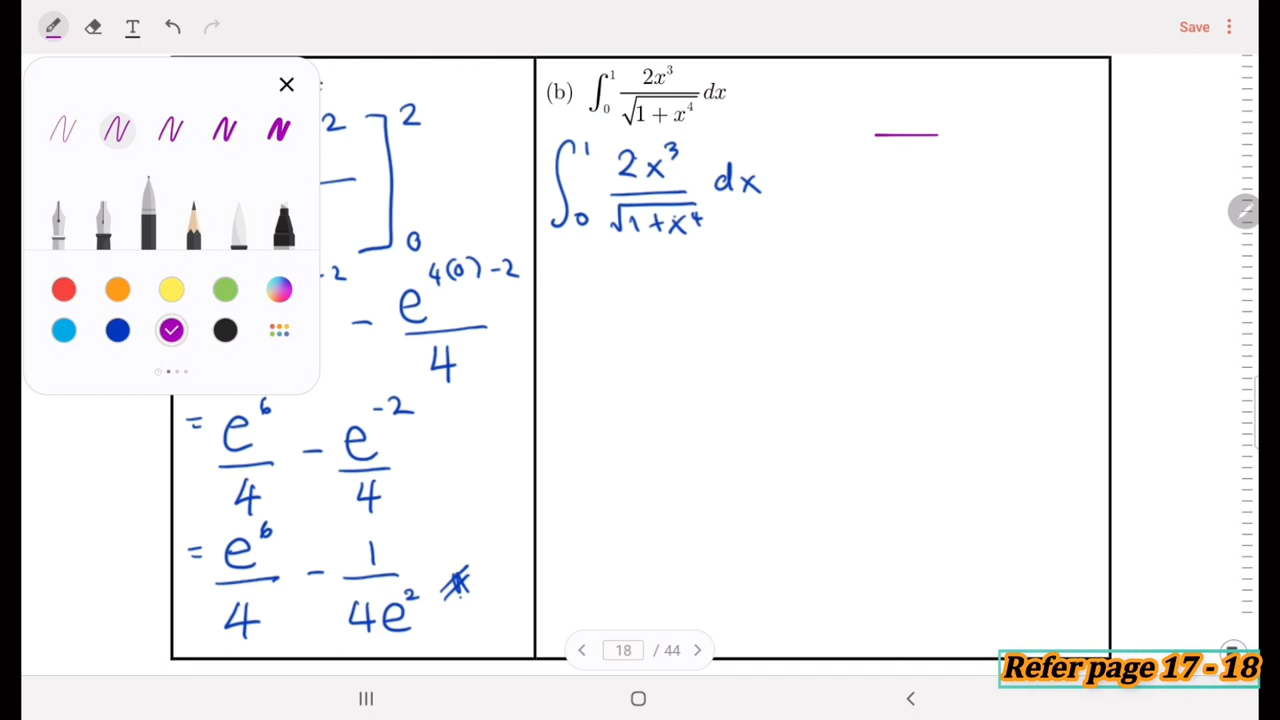 T
Save
2 ]²₀
-2 - e^{4(0)-2}/4
= e^6/4 - e^{-2}/4
= e^6/4 - 1/4e^2
(b) ∫₀¹ 2x³/√(1 + x⁴) dx
∫₀¹ 2x³/√(1+x⁴) dx
18 / 44
Refer page 17 - 18